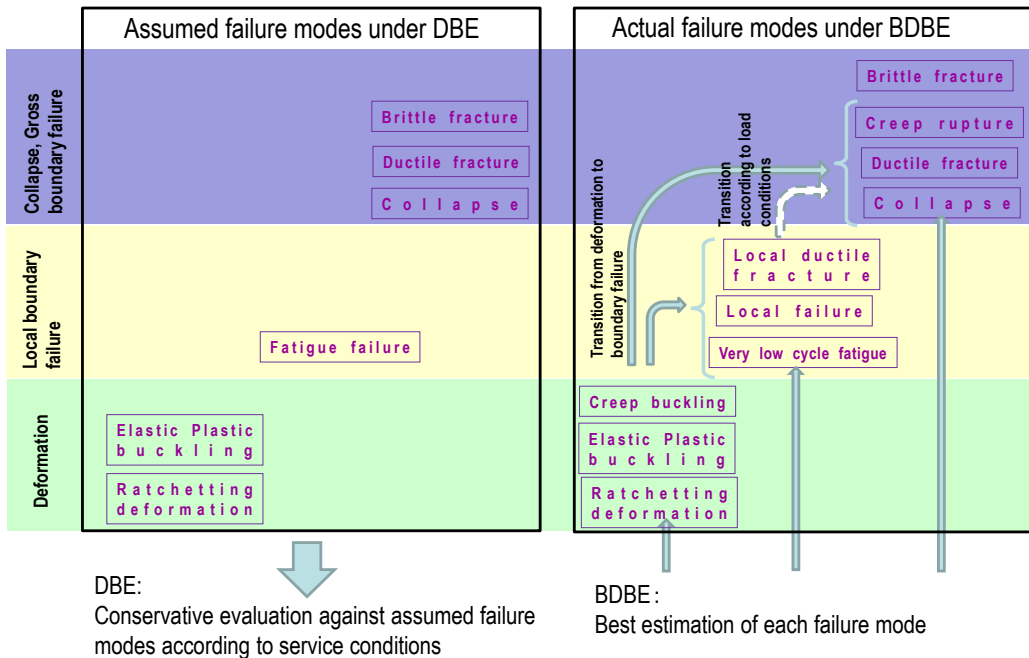 Assumed failure modes under DBE
Actual failure modes under BDBE
Collapse, Gross
boundary failure
Brittle fracture
Ductile fracture
Collapse
Local boundary
failure
Fatigue failure
Deformation
Elastic Plastic
buckling
Ratchetting
deformation
Brittle fracture
Creep rupture
Ductile fracture
Collapse
Transition from deformation to
boundary failure
Transition
according to load
conditions
Local ductile
fracture
Local failure
Very low cycle fatigue
Creep buckling
Elastic Plastic
buckling
Ratchetting
deformation
DBE:
Conservative evaluation against assumed failure
modes according to service conditions
BDBE:
Best estimation of each failure mode